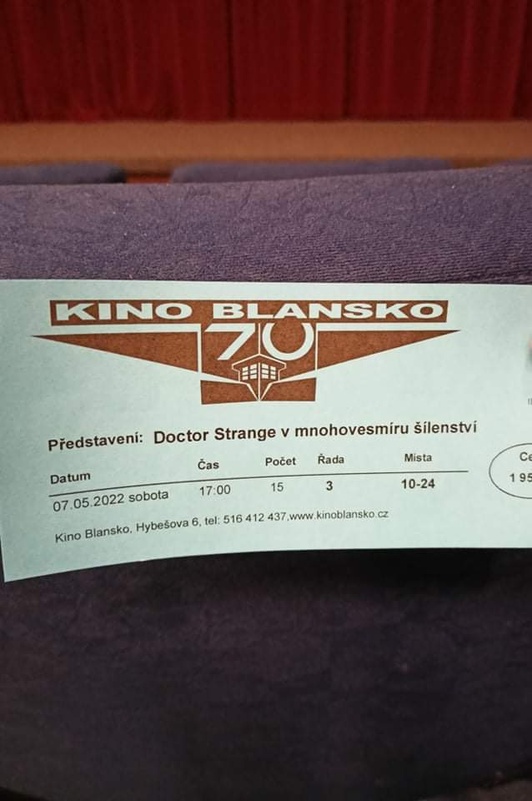 KINO BLANSKO
70
Představení: Doctor Strange v mnohovesmíru šílenství
Datum Čas Počet Řada Místa
07.05.2022 sobota 17:00 15 3 10-24
Kino Blansko, Hybešova 6, tel: 516 412 437,www.kinoblansko.cz